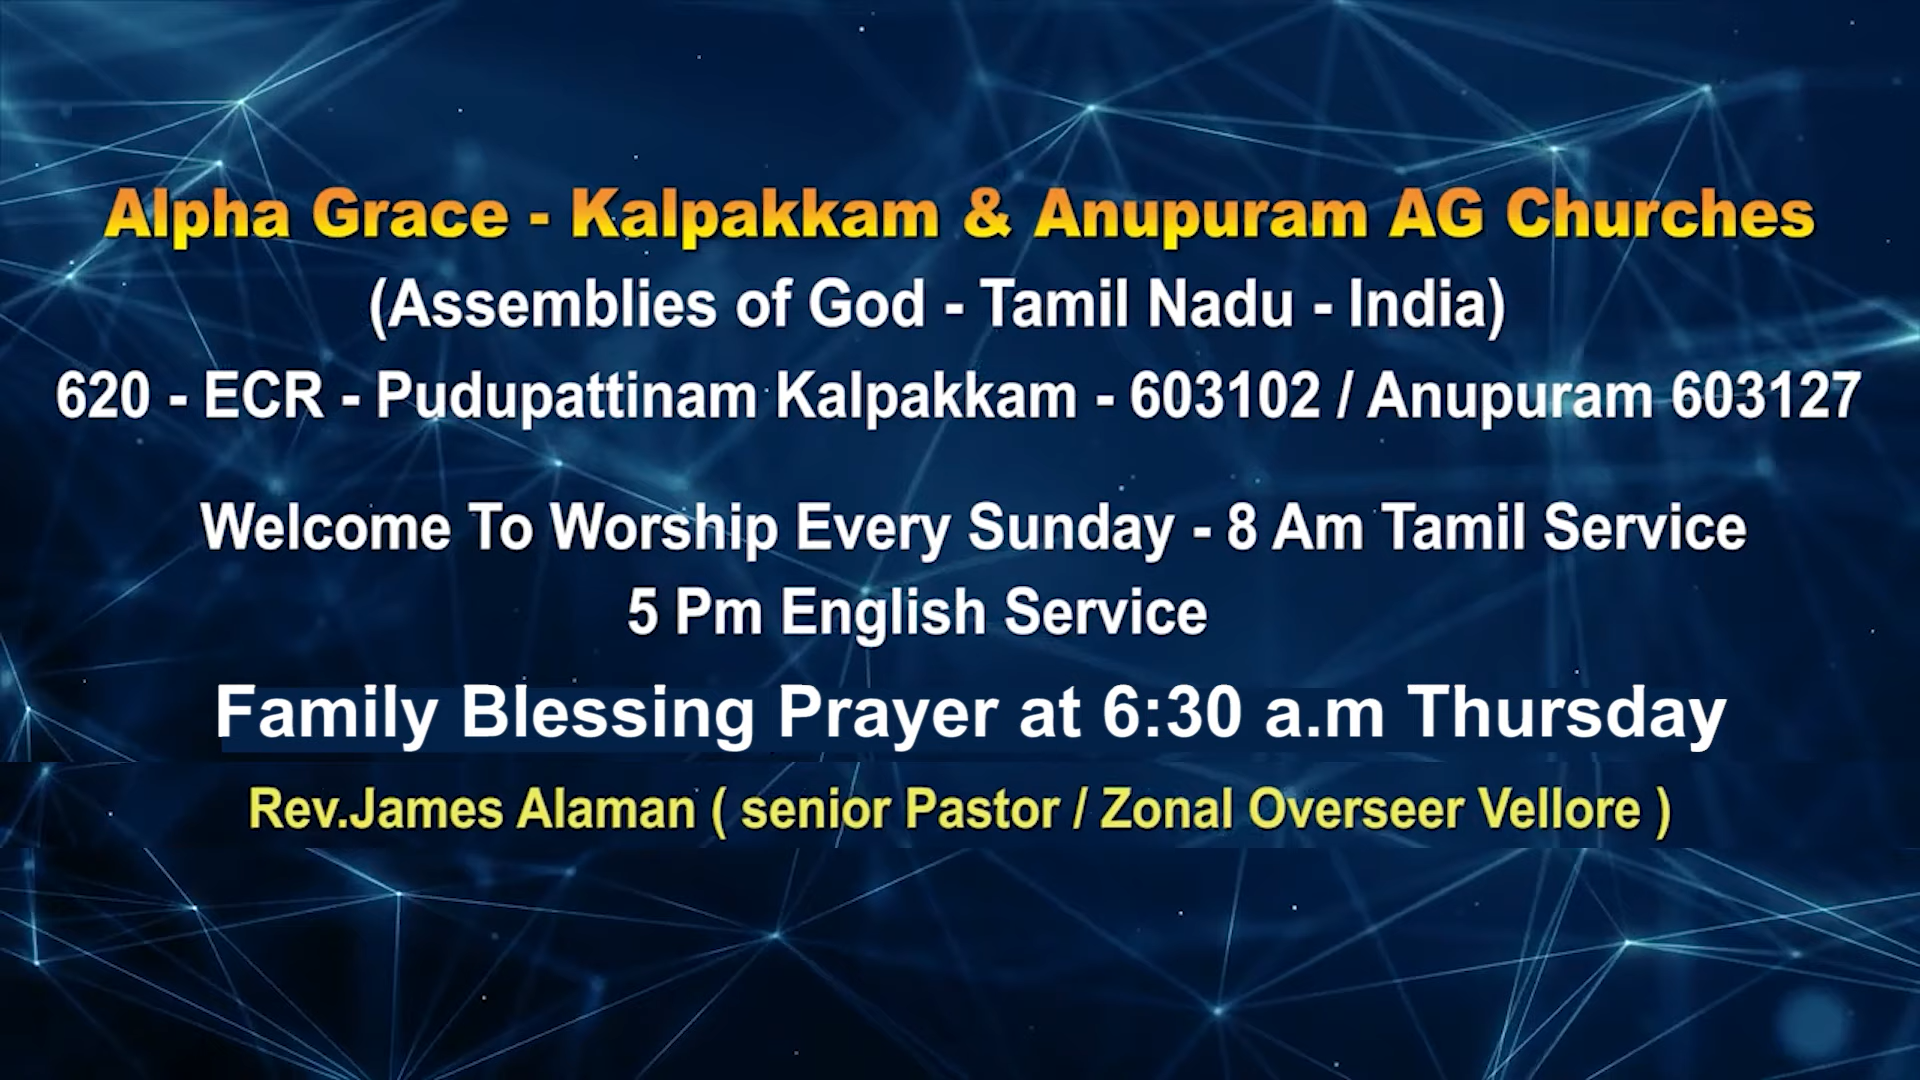 Alpha Grace - Kalpakkam & Anupuram AG Churches
(Assemblies of God - Tamil Nadu - India)
620 - ECR - Pudupattinam Kalpakkam - 603102 / Anupuram 603127
Welcome To Worship Every Sunday - 8 Am Tamil Service
5 Pm English Service
Family Blessing Prayer at 6:30 a.m Thursday
Rev.James Alaman ( senior Pastor / Zonal Overseer Vellore )